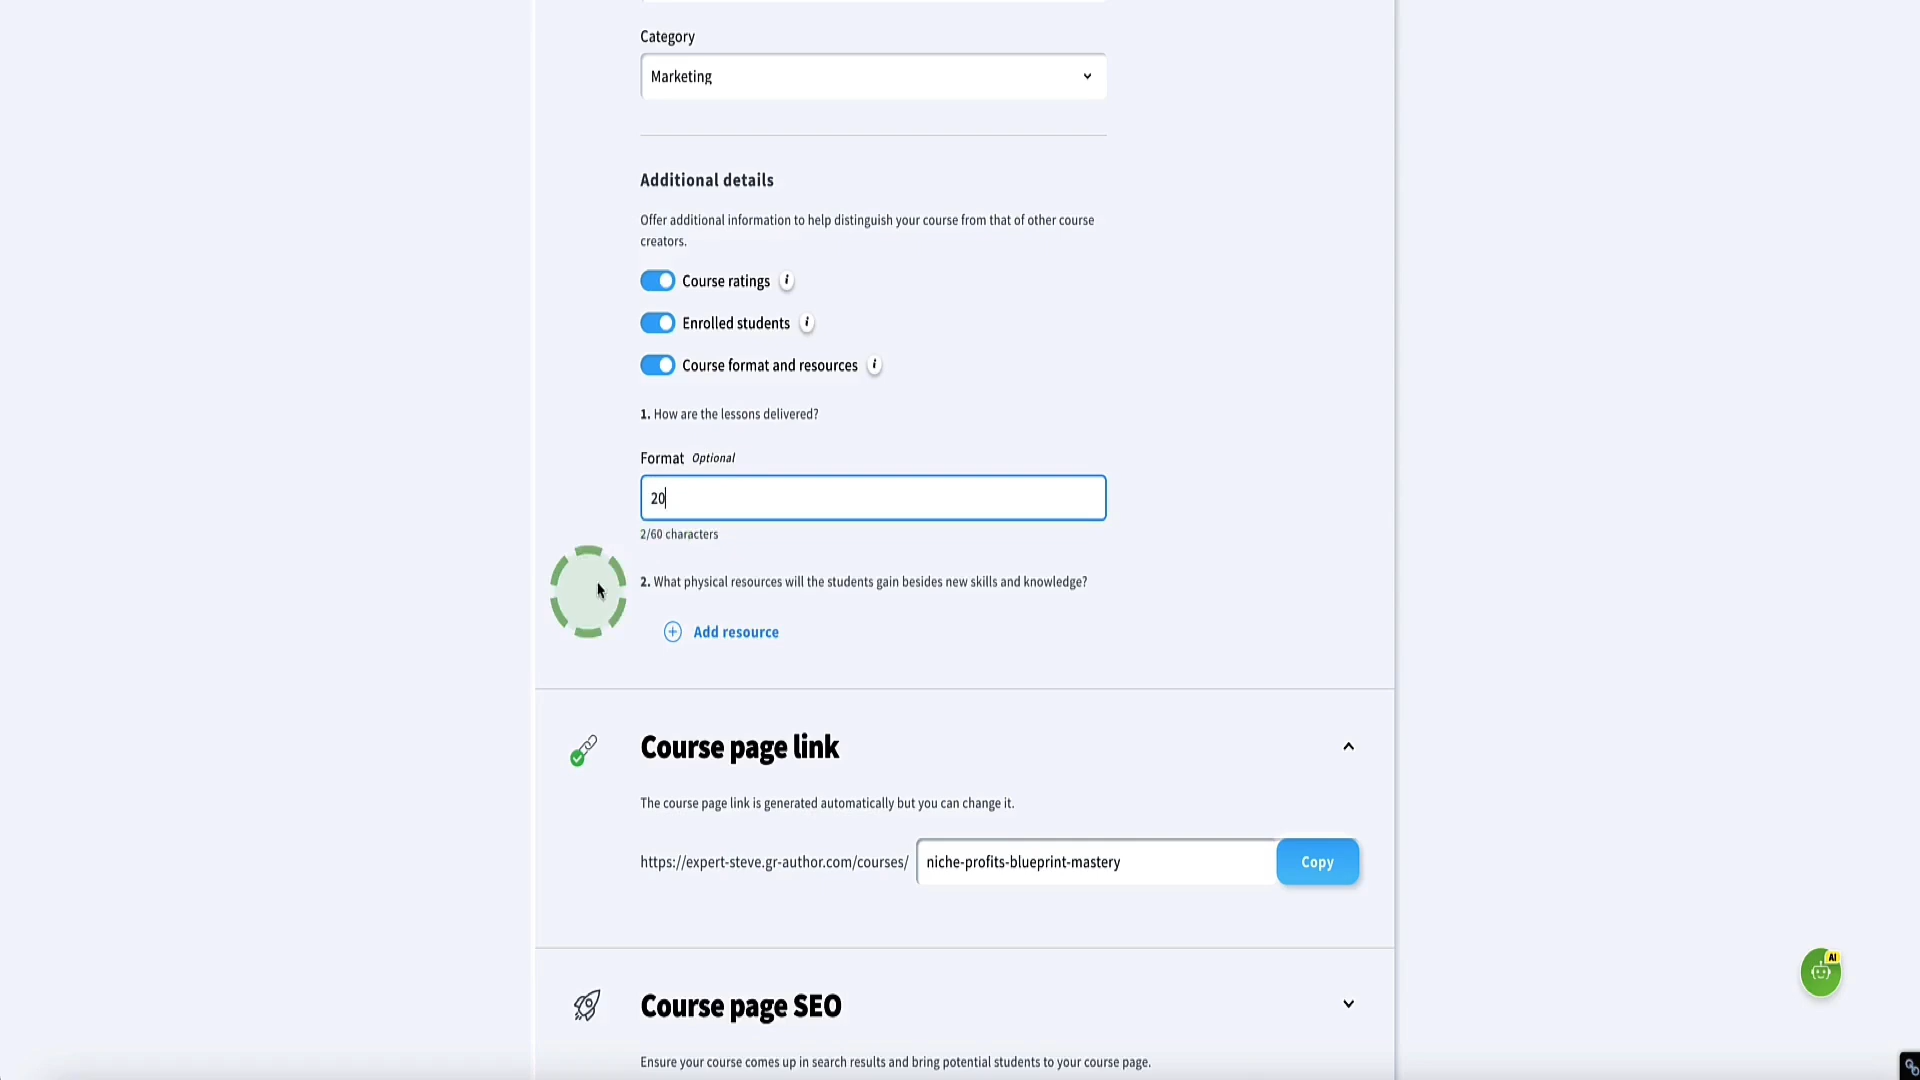 Category
Marketing
Additional details
Offer additional information to help distinguish your course from that of other course
creators.
Course ratings i
Enrolled students i
Course format and resources i
1. How are the lessons delivered?
Format Optional
20
2/60 characters
2. What physical resources will the students gain besides new skills and knowledge?
Add resource
Course page link
The course page link is generated automatically but you can change it.
https://expert-steve.gr-author.com/courses/ niche-profits-blueprint-mastery Copy
AI
Course page SEO
Ensure your course comes up in search results and bring potential students to your course page.